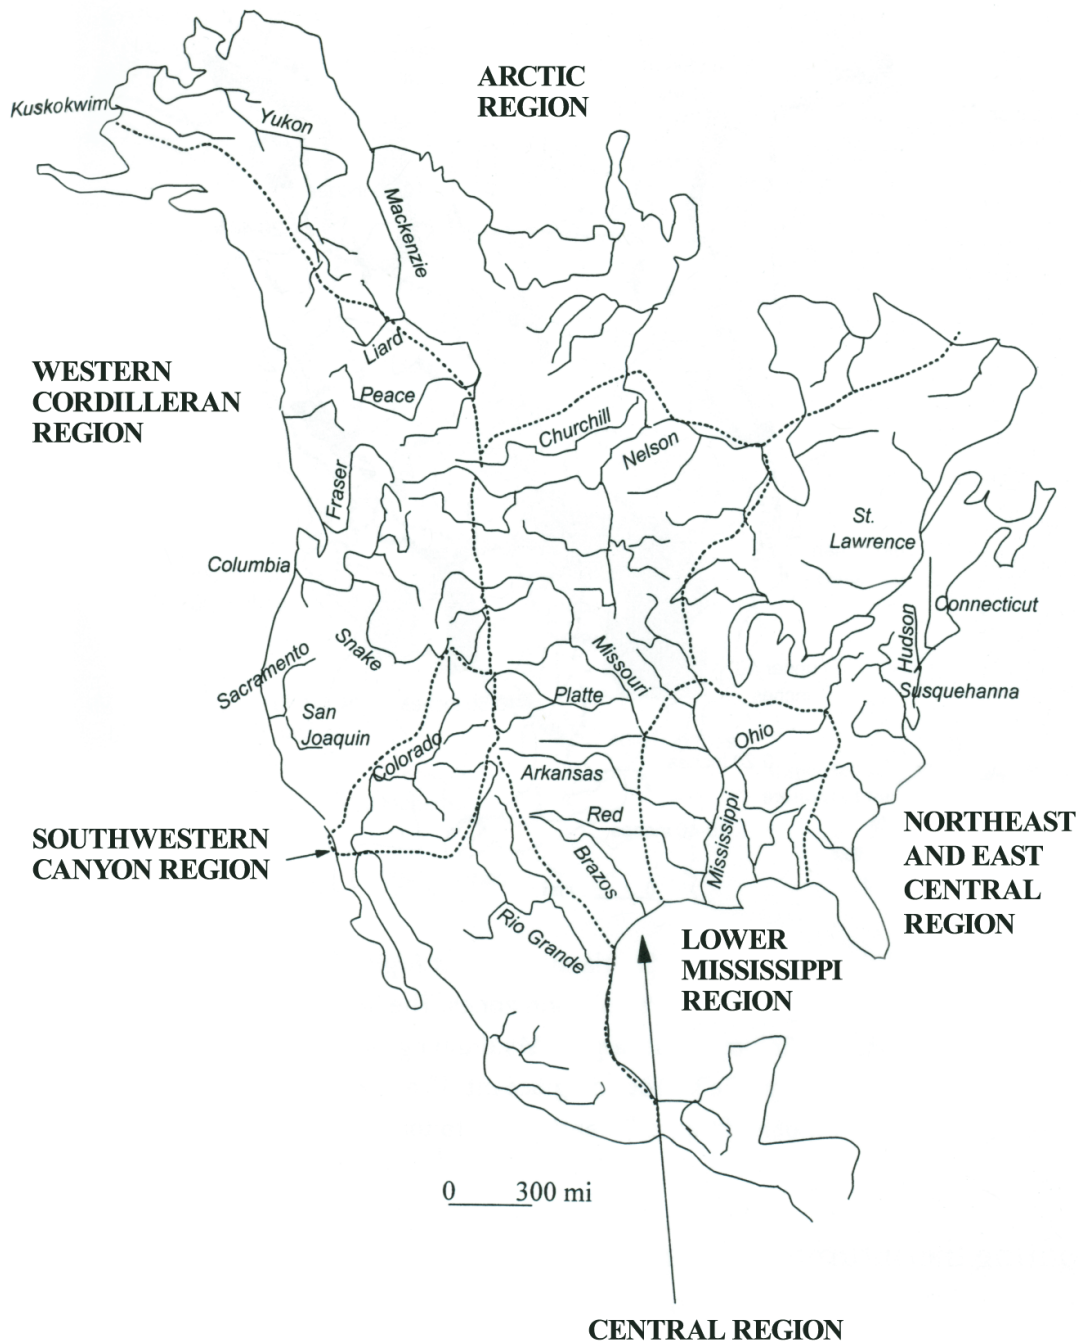 ARCTIC
REGION
Kuskokwim
Yukon
Mackenzie
Liard
WESTERN
CORDILLERAN
REGION
Peace
Churchill
Nelson
Fraser
St.
Lawrence
Columbia
Connecticut
Hudson
Snake
Missouri
Sacramento
Susquehanna
Platte
San
Joaquin
Ohio
Colorado
Arkansas
Red
Mississippi
SOUTHWESTERN
CANYON REGION
NORTHEAST
AND EAST
CENTRAL
REGION
Brazos
Rio Grande
LOWER
MISSISSIPPI
REGION
0 300 mi
CENTRAL REGION